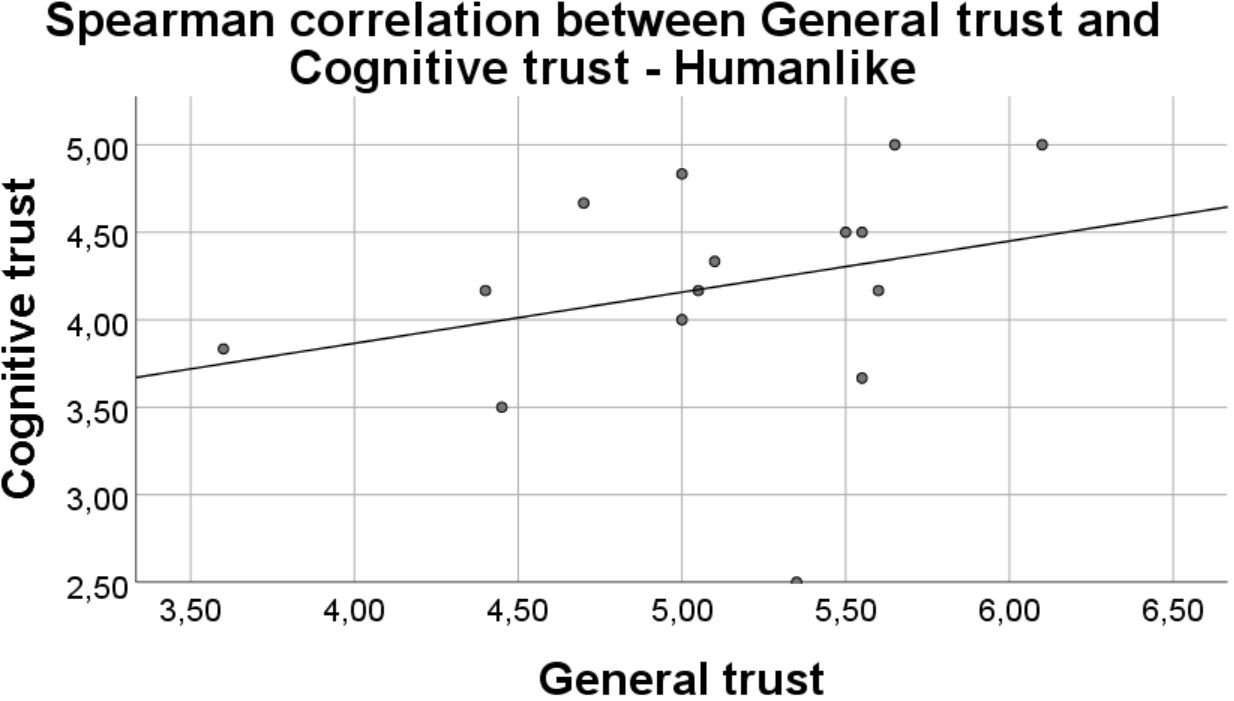 Spearman correlation between General trust and
Cognitive trust - Humanlike
Cognitive trust
5,00
4,50
4,00
3,50
3,00
2,50
3,50 4,00 4,50 5,00 5,50 6,00 6,50
General trust